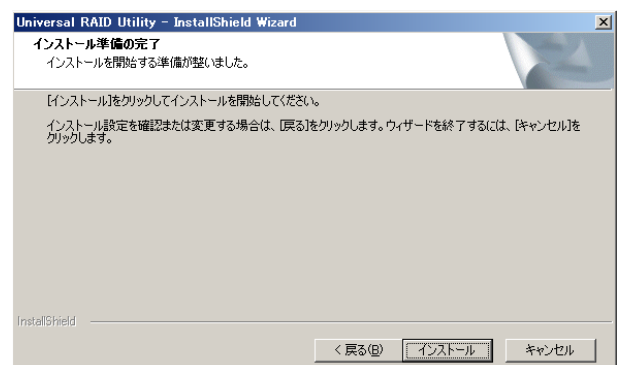 Universal RAID Utility - InstallShield Wizard
インストール準備の完了
インストールを開始する準備が整いました。
[インストール]をクリックしてインストールを開始してください。
インストール設定を確認または変更する場合は、[戻る]をクリックします。ウィザードを終了するには、[キャンセル]を
クリックします。
InstallShield
< 戻る(B)
インストール
キャンセル